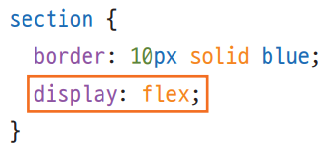 section {
border: 10px solid blue;
display: flex;
}